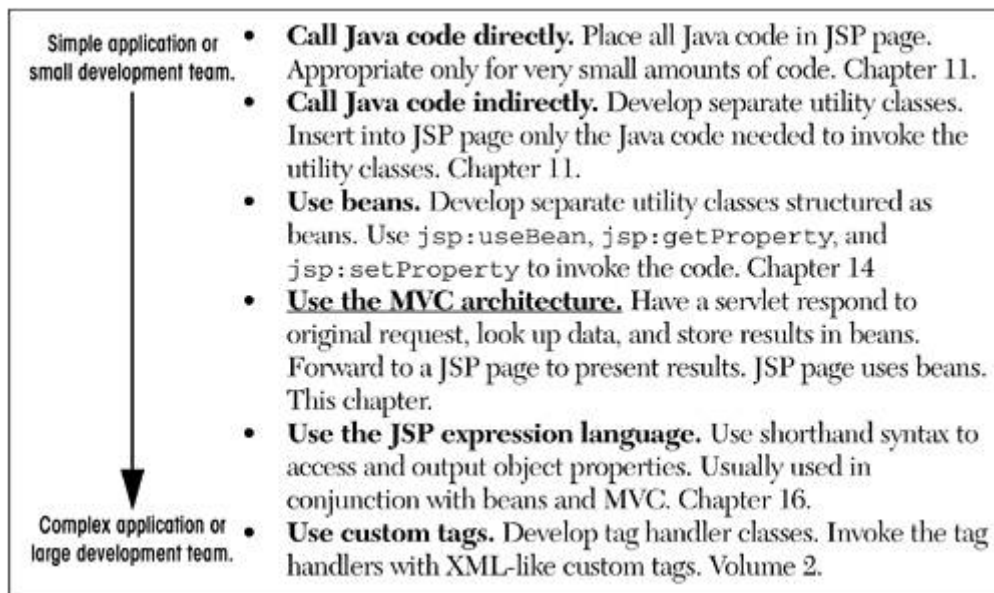 Simple application or
small development team.
• Call Java code directly. Place all Java code in JSP page.
Appropriate only for very small amounts of code. Chapter 11.
• Call Java code indirectly. Develop separate utility classes.
Insert into JSP page only the Java code needed to invoke the
utility classes. Chapter 11.
• Use beans. Develop separate utility classes structured as
beans. Use jsp:useBean, jsp:getProperty, and
jsp:setProperty to invoke the code. Chapter 14
• Use the MVC architecture. Have a servlet respond to
original request, look up data, and store results in beans.
Forward to a JSP page to present results. JSP page uses beans.
This chapter.
• Use the JSP expression language. Use shorthand syntax to
access and output object properties. Usually used in
conjunction with beans and MVC. Chapter 16.
Complex application or
large development team.
• Use custom tags. Develop tag handler classes. Invoke the tag
handlers with XML-like custom tags. Volume 2.